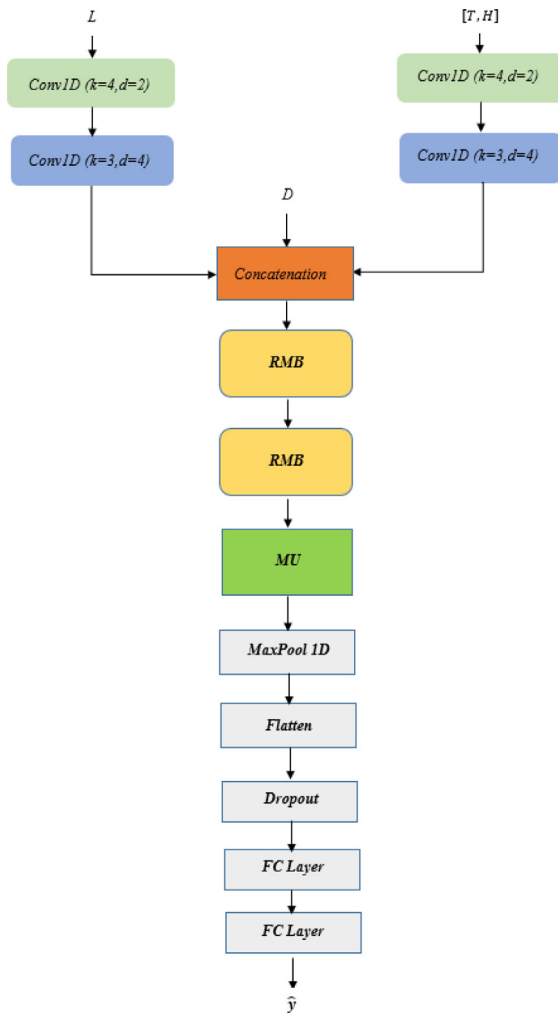 L
[T, H]
Conv1D (k=4,d=2)
Conv1D (k=4,d=2)
Conv1D (k=3,d=4)
Conv1D (k=3,d=4)
D
Concatenation
RMB
RMB
MU
MaxPool 1D
Flatten
Dropout
FC Layer
FC Layer
ŷ